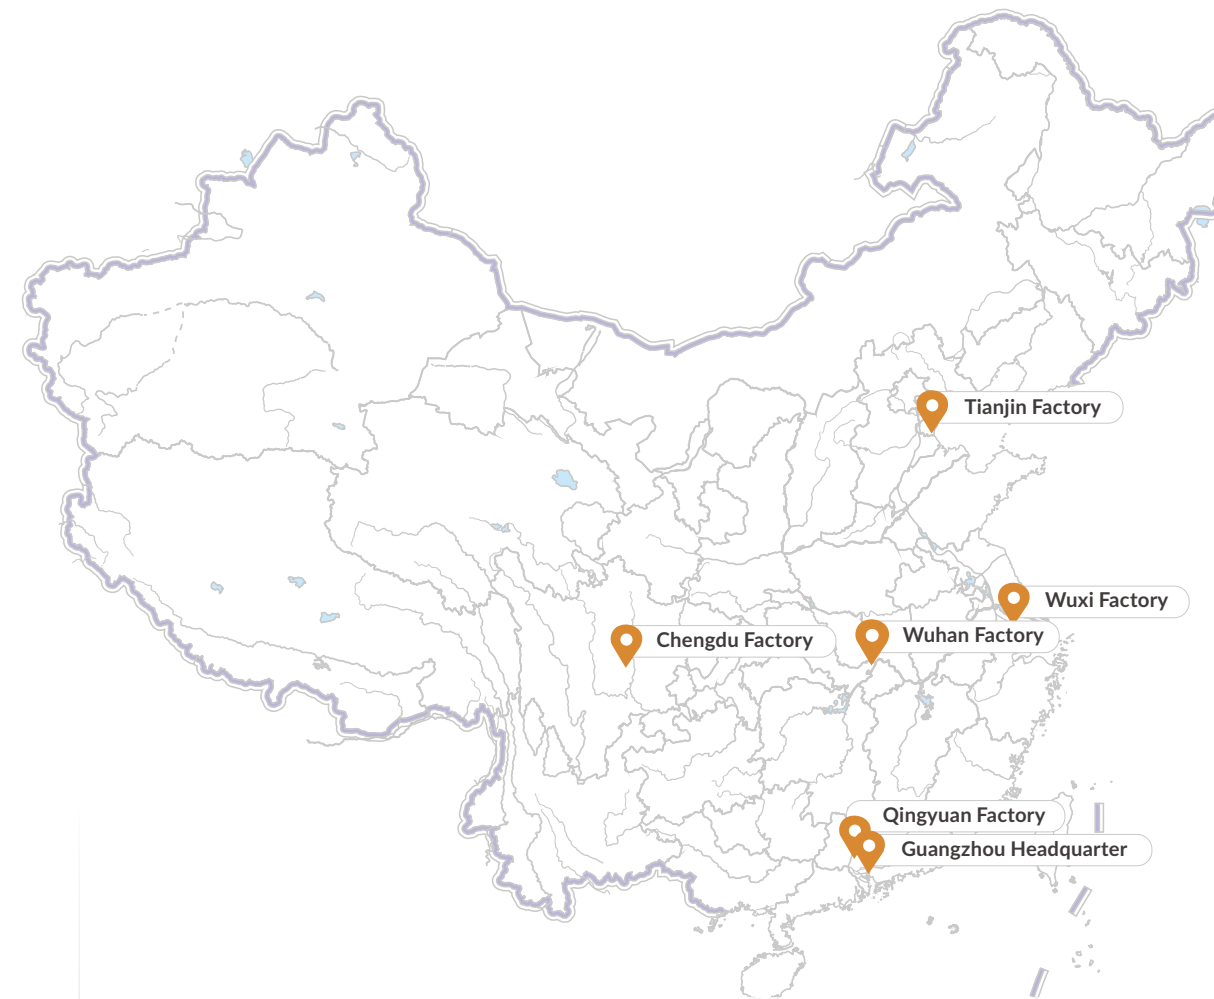 Tianjin Factory
Wuxi Factory
Wuhan Factory
Chengdu Factory
Qingyuan Factory
Guangzhou Headquarter